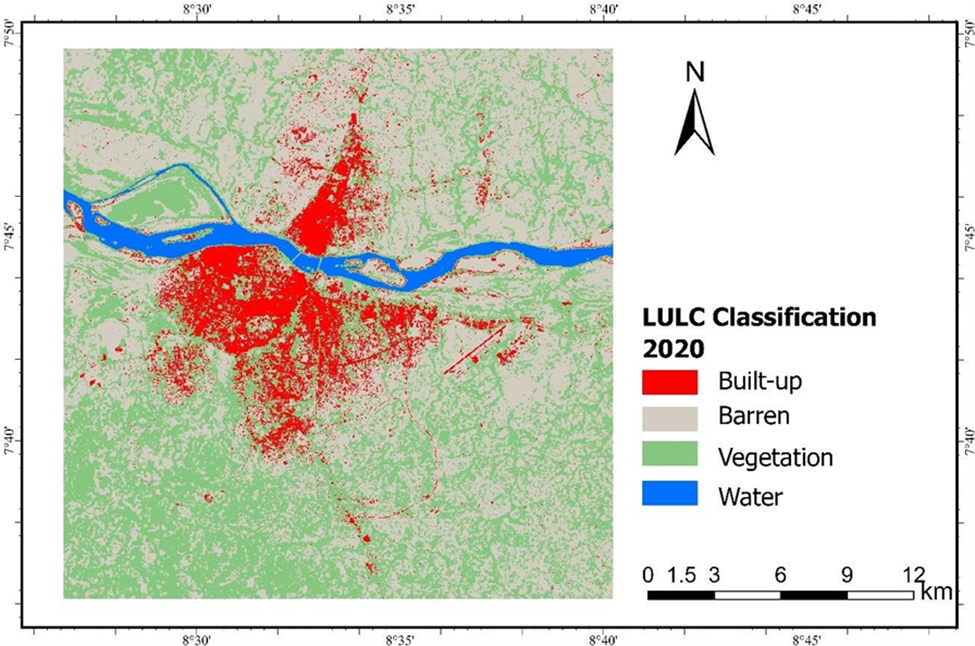 8°30' 8°35' 8°40' 8°45'
7°50' 7°50'
N
7°45' 7°45'
LULC Classification
2020
Built-up
Barren
7°40' 7°40'
Vegetation
Water
0 1.5 3 6 9 12
km
8°30' 8°35' 8°40' 8°45'